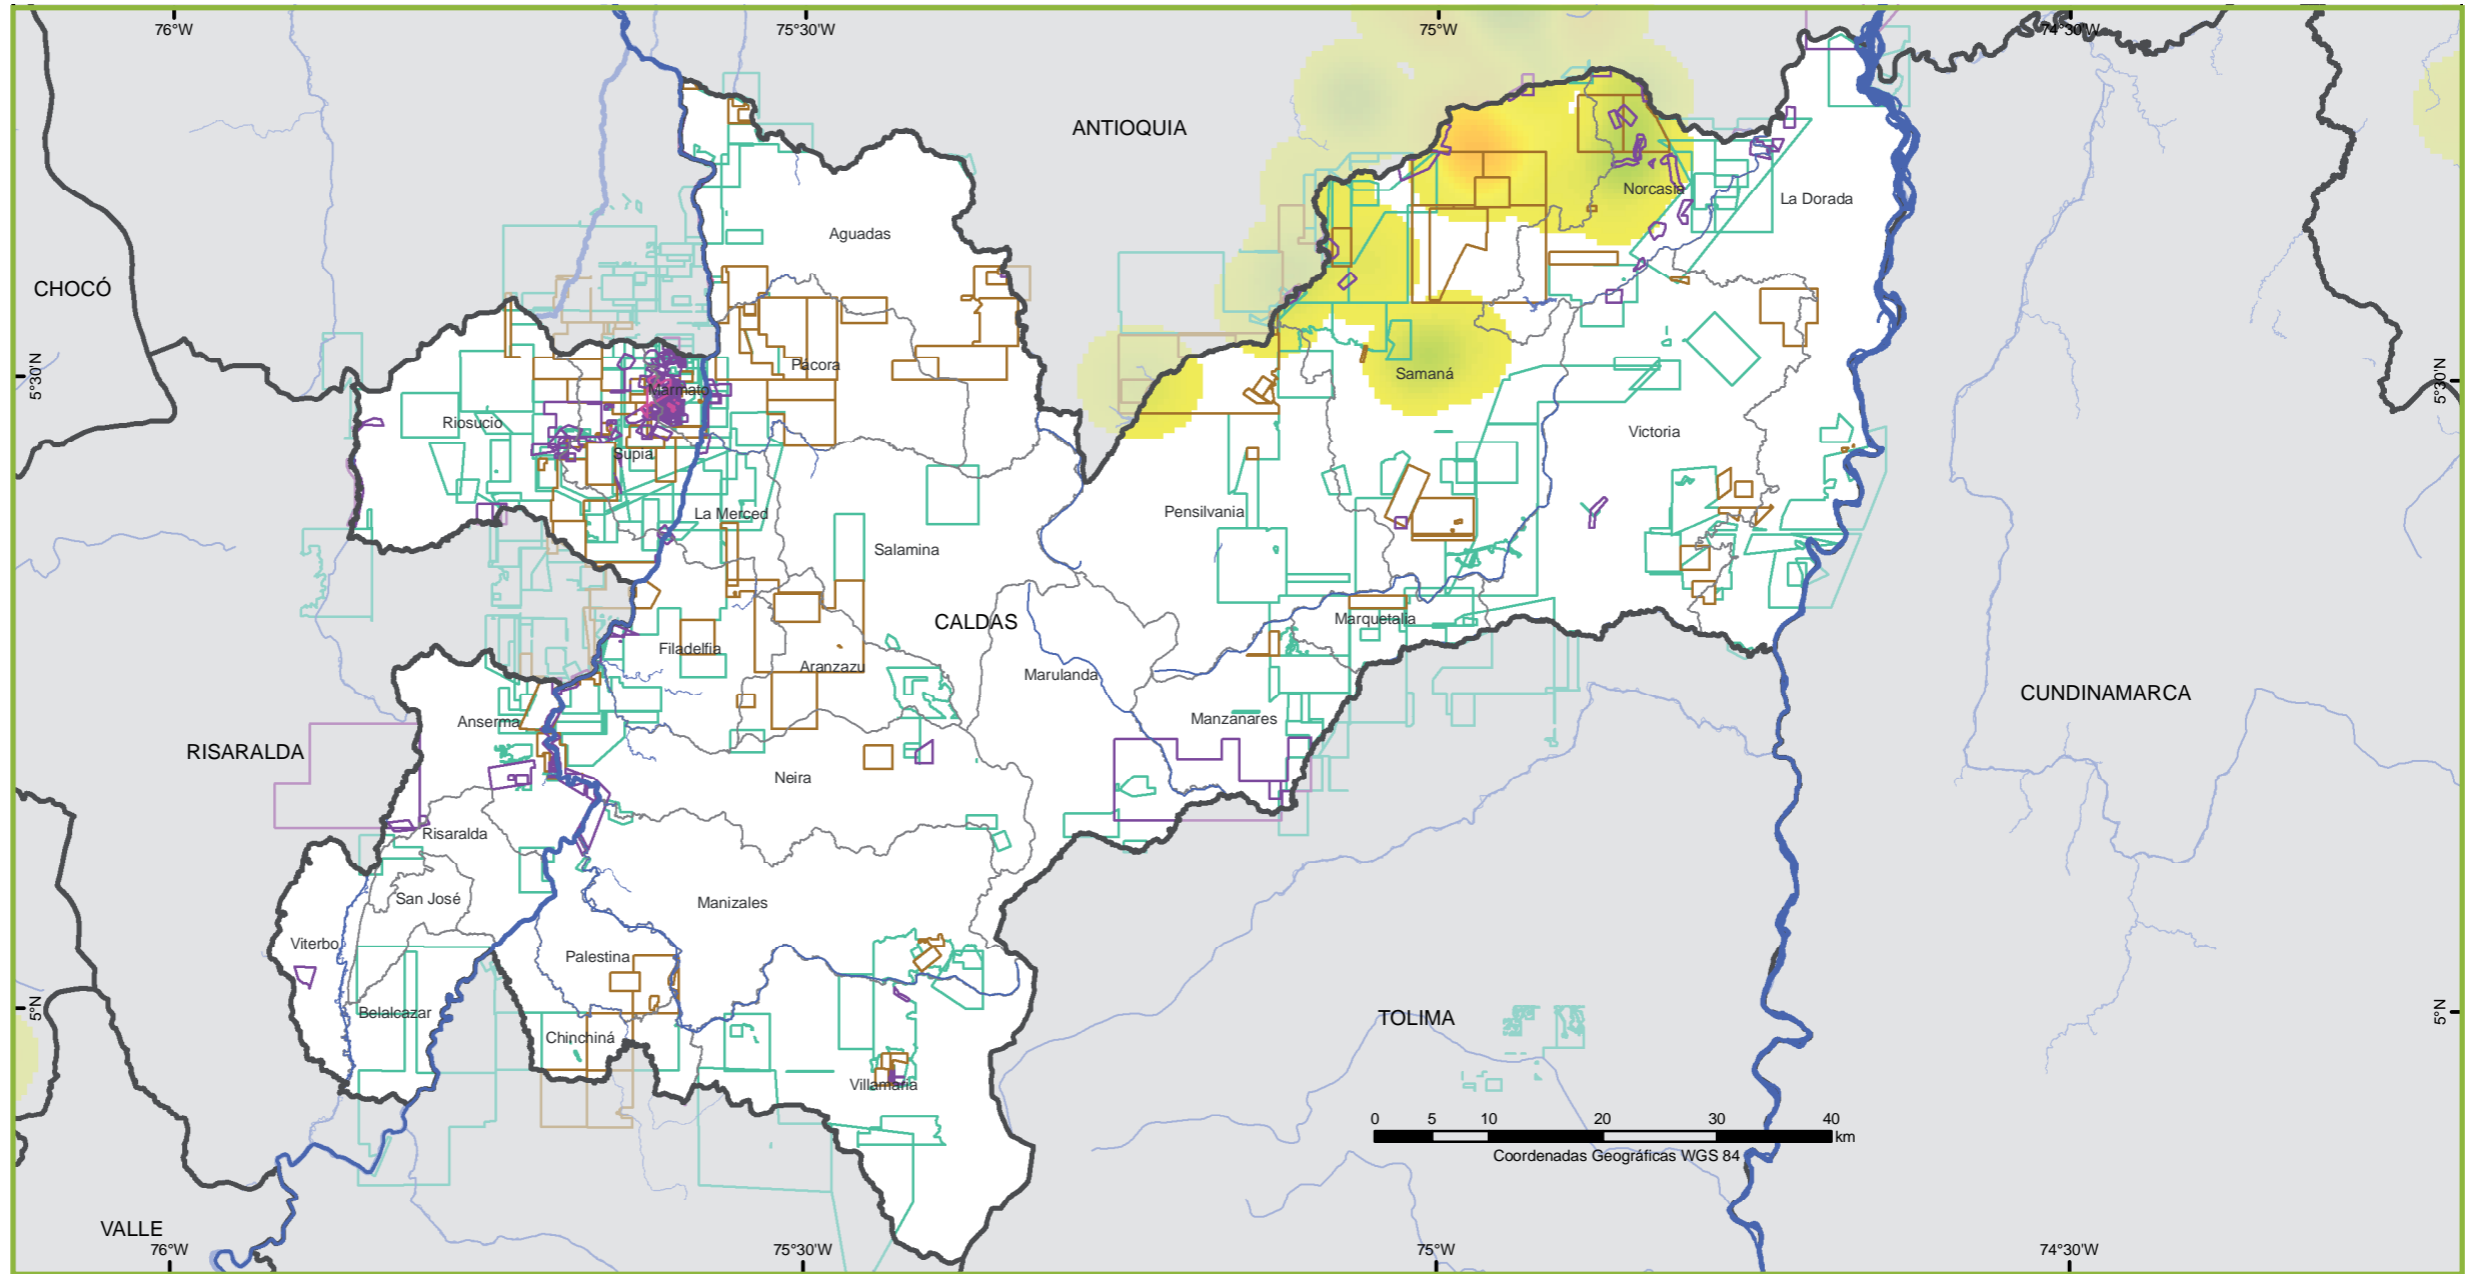 76°W
75°30'W
75°W
74°30'W
ANTIOQUIA
Norcasia
La Dorada
Aguadas
CHOCÓ
5°30'N
Pácora
Marmato
Samaná
5°30'N
Riosucio
Supía
Victoria
La Merced
Pensilvania
Salamina
CALDAS
Marquetalia
Filadelfia
Aranzazu
Marulanda
CUNDINAMARCA
Anserma
Manzanares
RISARALDA
Neira
Risaralda
San José
Manizales
Viterbo
Palestina
5°N
Belalcazar
TOLIMA
5°N
Chinchiná
Villamaría
0 5 10 20 30 40
km
Coordenadas Geográficas WGS 84
VALLE
76°W
75°30'W
75°W
74°30'W